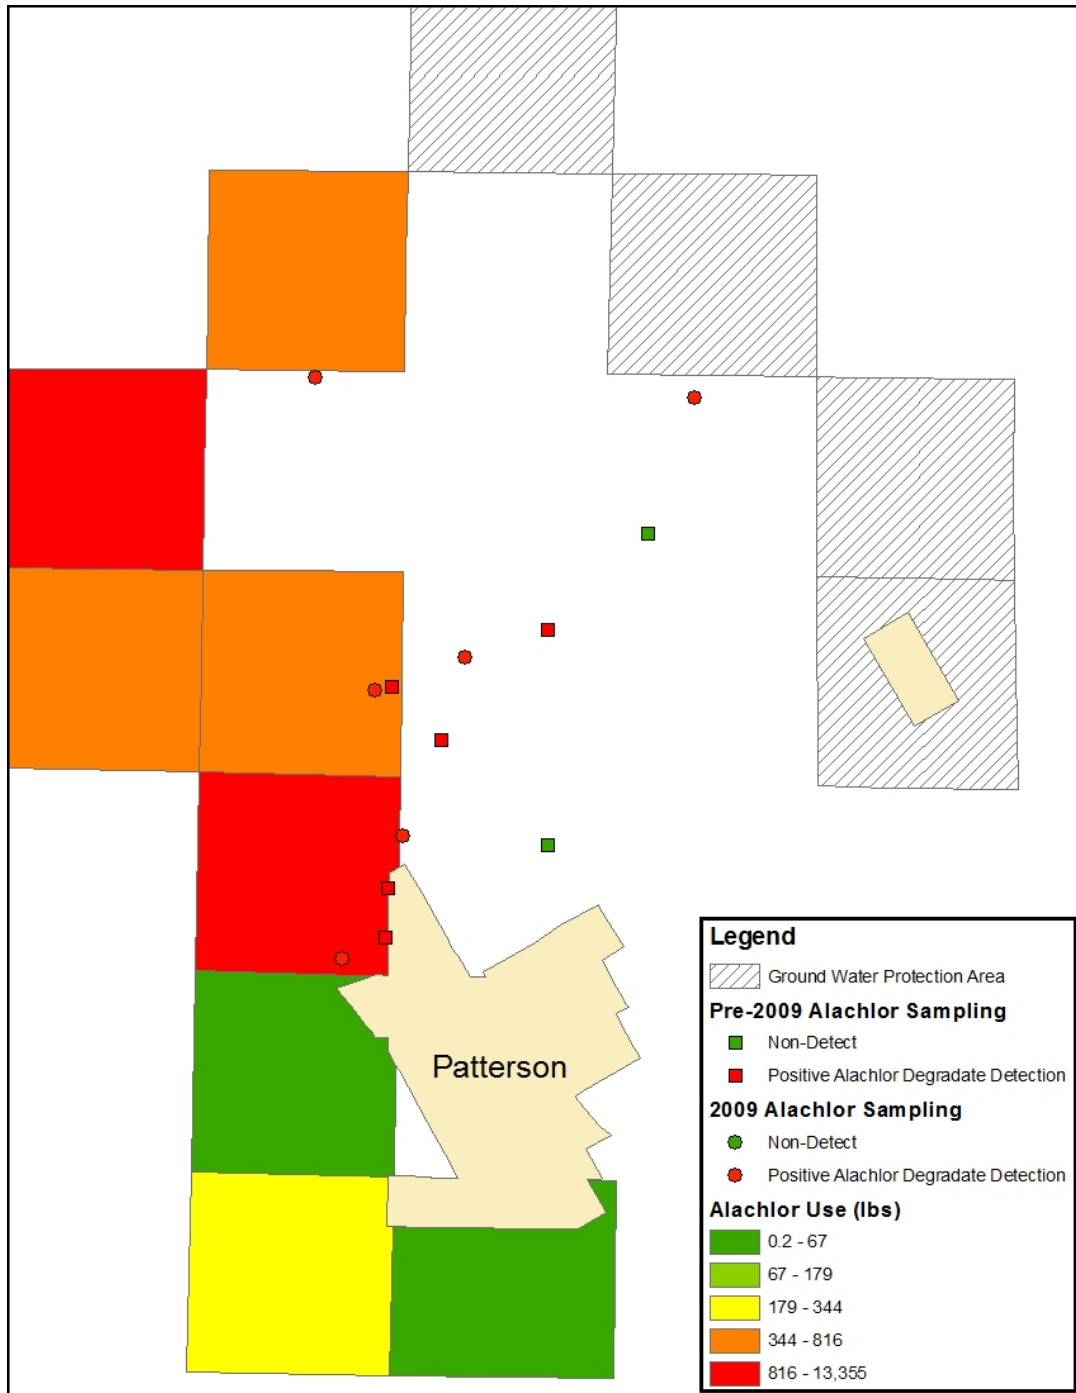 Patterson
Legend
Ground Water Protection Area
Pre-2009 Alachlor Sampling
Non-Detect
Positive Alachlor Degradate Detection
2009 Alachlor Sampling
Non-Detect
Positive Alachlor Degradate Detection
Alachlor Use (lbs)
0.2 - 67
67 - 179
179 - 344
344 - 816
816 - 13,355